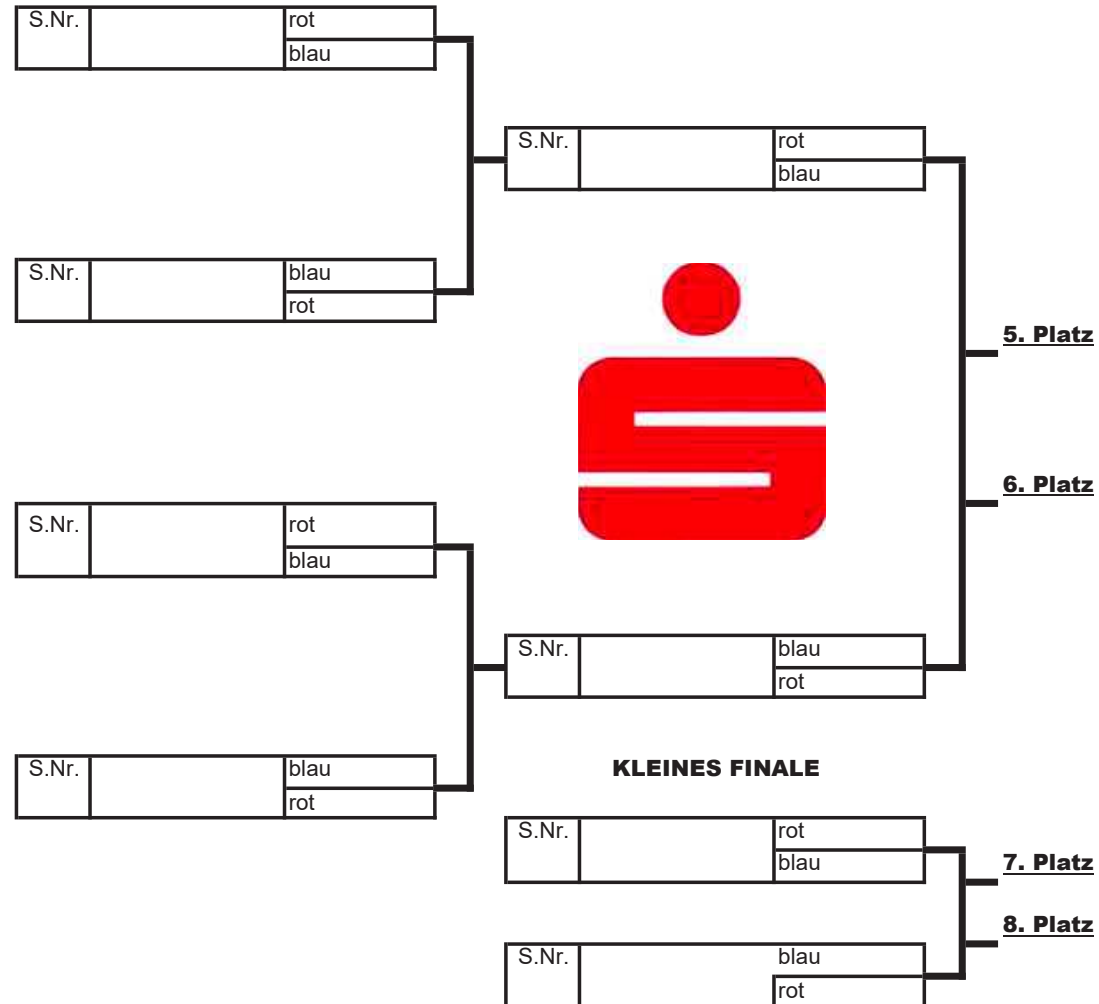 S.Nr. rot
blau
S.Nr. rot
blau
S.Nr. blau
rot
5. Platz
6. Platz
S.Nr. rot
blau
S.Nr. blau
rot
S.Nr. blau
rot
KLEINES FINALE
S.Nr. rot
blau
7. Platz
8. Platz
S.Nr. blau
rot